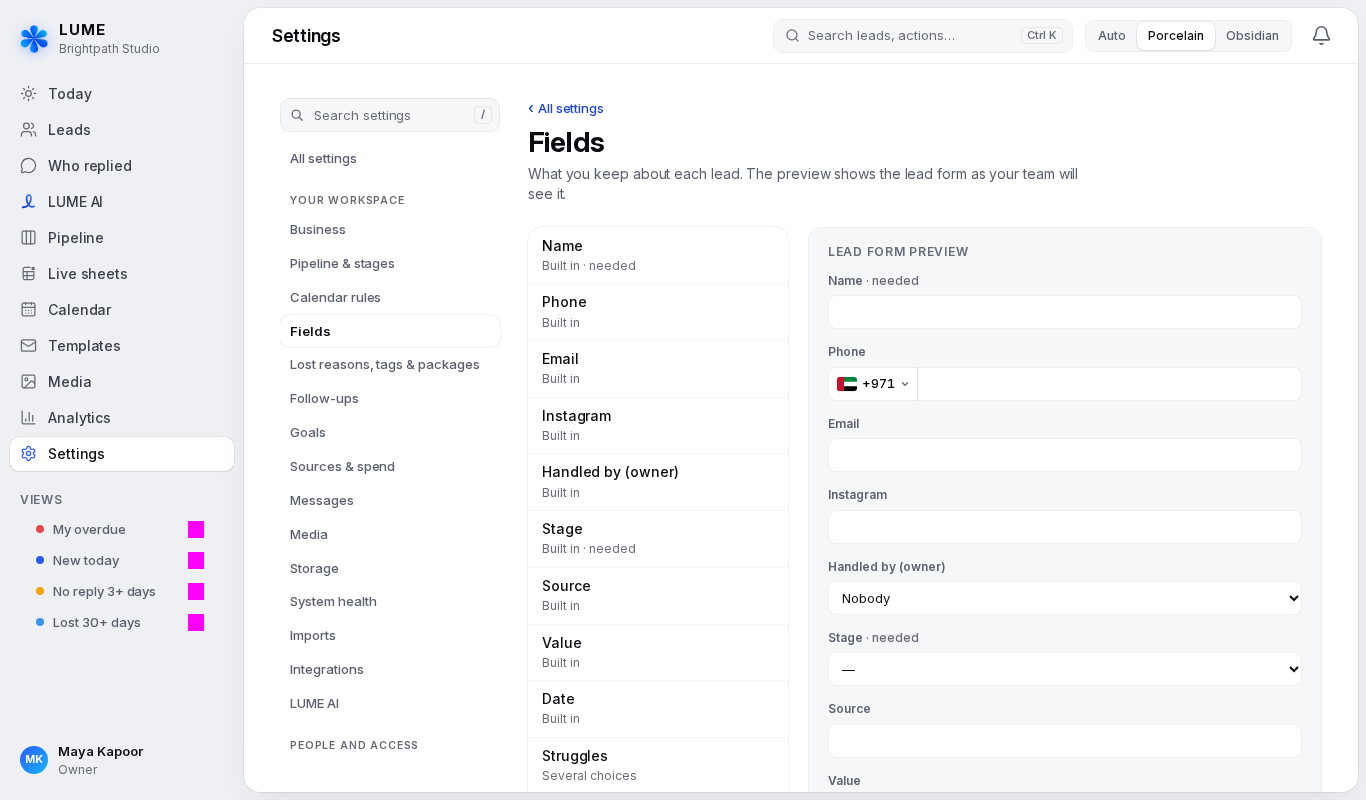 LUME
Brightpath Studio
Today
Leads
Who replied
LUME AI
Pipeline
Live sheets
Calendar
Templates
Media
Analytics
Settings
VIEWS
My overdue
New today
No reply 3+ days
Lost 30+ days
MK
Maya Kapoor
Owner
Settings
Search leads, actions…
Ctrl K
Auto
Porcelain
Obsidian
Search settings
/
All settings
YOUR WORKSPACE
Business
Pipeline & stages
Calendar rules
Fields
Lost reasons, tags & packages
Follow-ups
Goals
Sources & spend
Messages
Media
Storage
System health
Imports
Integrations
LUME AI
PEOPLE AND ACCESS
‹ All settings
Fields
What you keep about each lead. The preview shows the lead form as your team will
see it.
Name
Built in · needed
Phone
Built in
Email
Built in
Instagram
Built in
Handled by (owner)
Built in
Stage
Built in · needed
Source
Built in
Value
Built in
Date
Built in
Struggles
Several choices
LEAD FORM PREVIEW
Name · needed
Phone
+971
Email
Instagram
Handled by (owner)
Nobody
Stage · needed
—
Source
Value